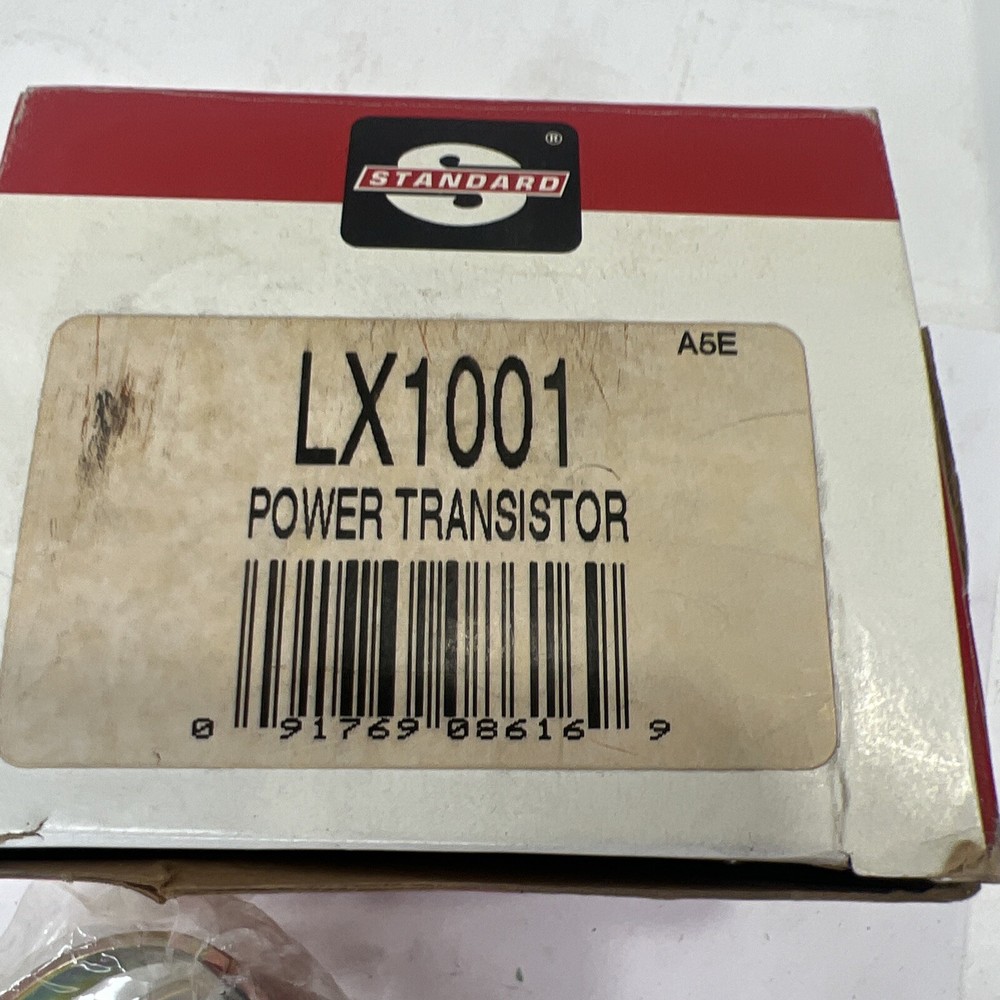 ®
STANDARD
A5E
LX1001
POWER TRANSISTOR
0 91769 08616 9